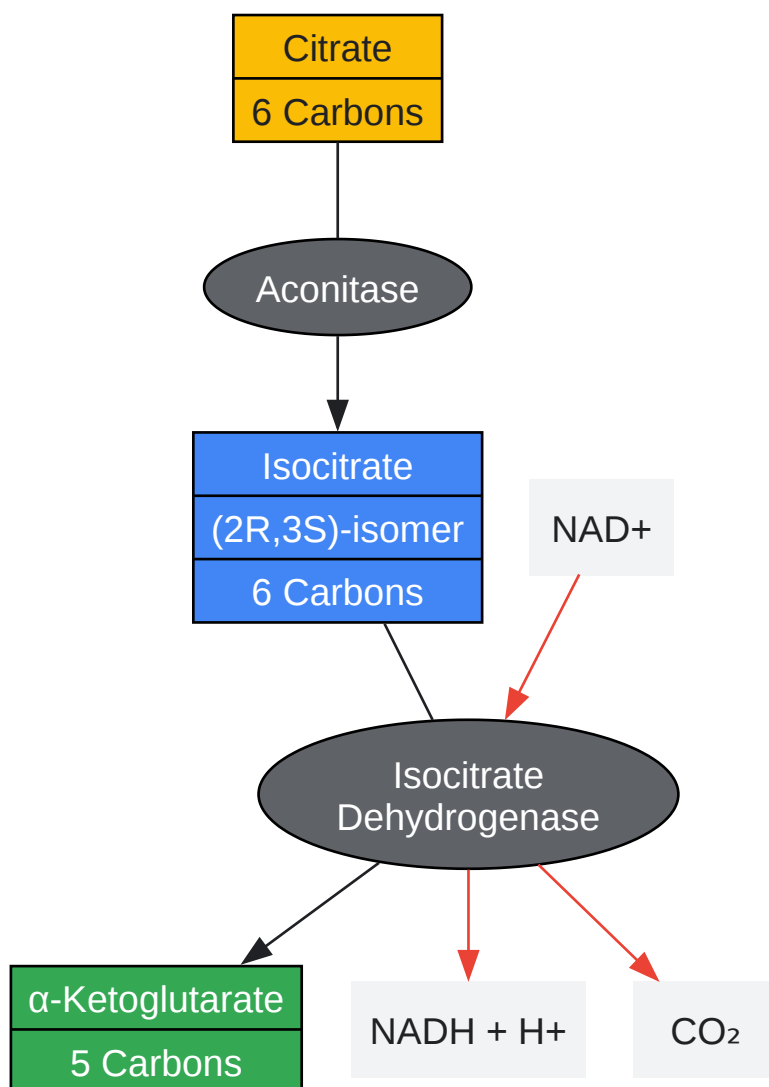 Citrate
6 Carbons
Aconitase
Isocitrate
(2R,3S)-isomer
6 Carbons
NAD+
Isocitrate
Dehydrogenase
α-Ketoglutarate
5 Carbons
NADH + H+
CO₂